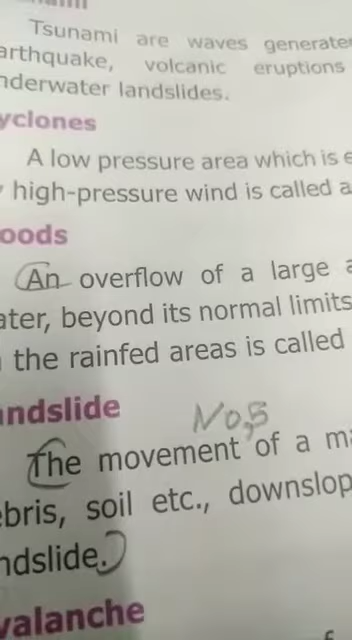 Tsunami are waves generate
arthquake, volcanic eruptions
nderwater landslides.
yclones
A low pressure area which is e
high-pressure wind is called a
oods
An overflow of a large a
ater, beyond its normal limits
the rainfed areas is called
andslide
No,5
The movement of a ma
ebris, soil etc., downslop
ndslide.
valanche